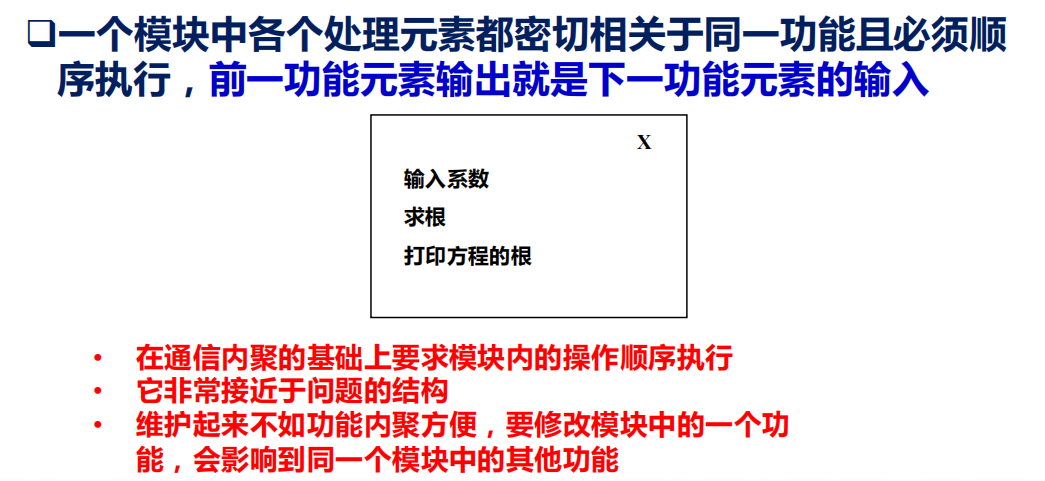 ❑一个模块中各个处理元素都密切相关于同一功能且必须顺
序执行，前一功能元素输出就是下一功能元素的输入
X
输入系数
求根
打印方程的根
• 在通信内聚的基础上要求模块内的操作顺序执行
• 它非常接近于问题的结构
• 维护起来不如功能内聚方便，要修改模块中的一个功
能，会影响到同一个模块中的其他功能